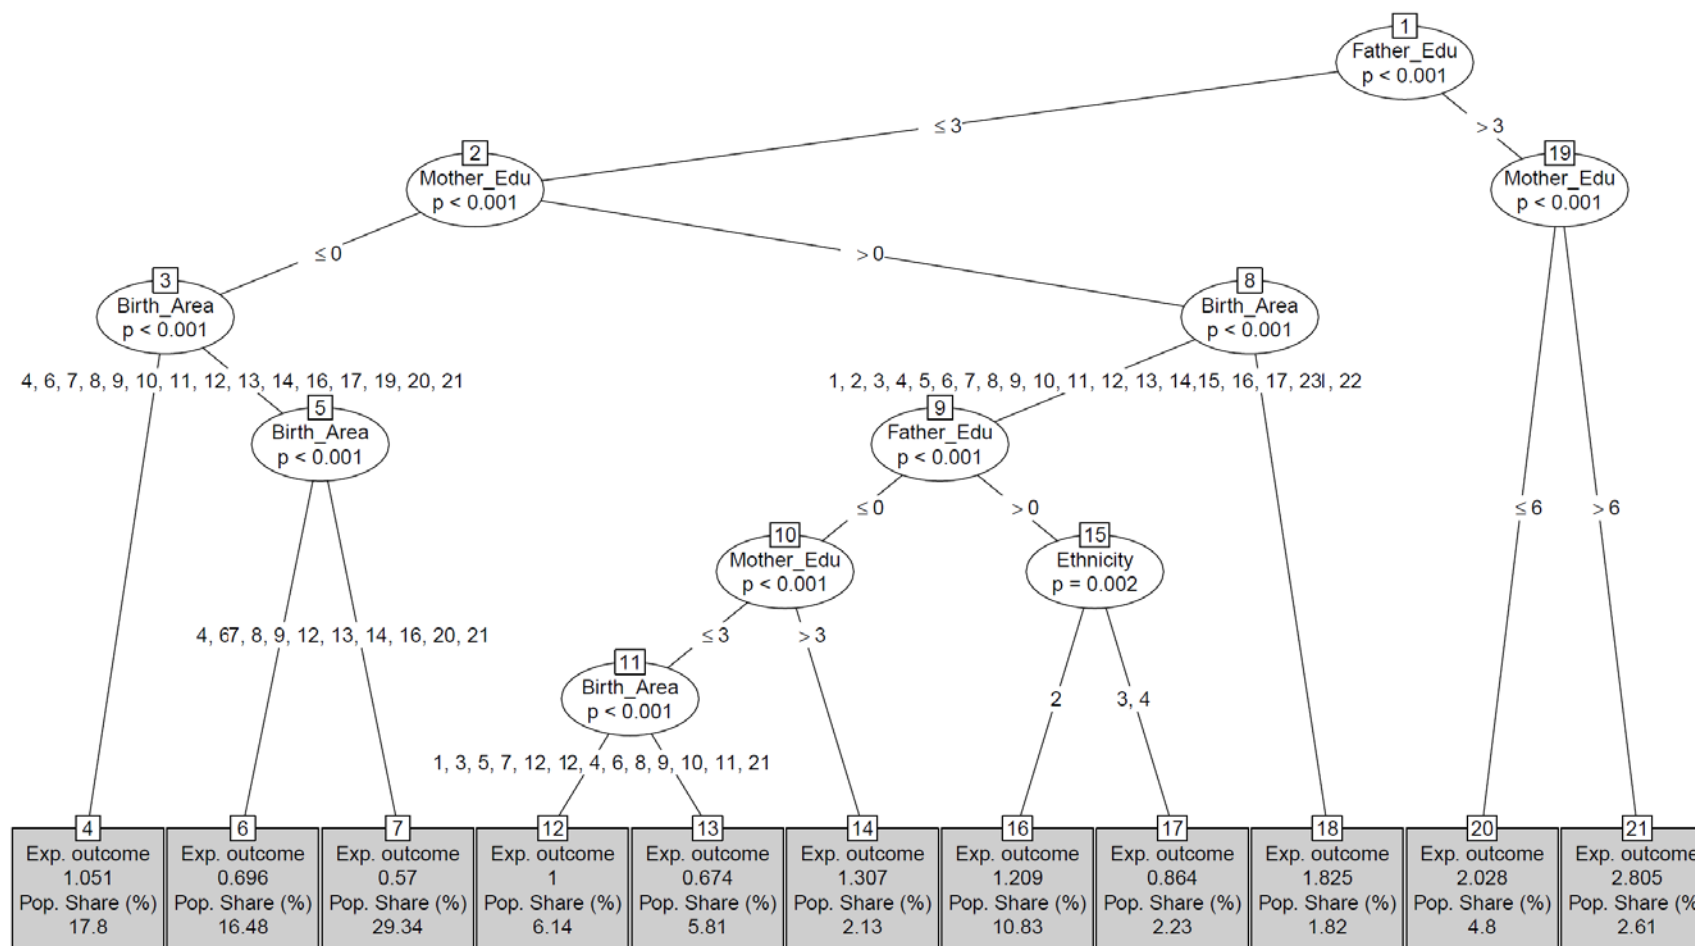 1
Father_Edu
p < 0.001
≤ 3
> 3
2
Mother_Edu
p < 0.001
19
Mother_Edu
p < 0.001
≤ 0
> 0
3
Birth_Area
p < 0.001
8
Birth_Area
p < 0.001
4, 6, 7, 8, 9, 10, 11, 12, 13, 14, 16, 17, 19, 20, 21
1, 2, 3, 4, 5, 6, 7, 8, 9, 10, 11, 12, 13, 14,15, 16, 17, 23, 22
5
Birth_Area
p < 0.001
9
Father_Edu
p < 0.001
≤ 0
> 0
≤ 6
> 6
10
Mother_Edu
p < 0.001
15
Ethnicity
p = 0.002
4, 67, 8, 9, 12, 13, 14, 16, 20, 21
≤ 3
> 3
11
Birth_Area
p < 0.001
2
3, 4
1, 3, 5, 7, 12, 12, 4, 6, 8, 9, 10, 11, 21
4
Exp. outcome
1.051
Pop. Share (%)
17.8
6
Exp. outcome
0.696
Pop. Share (%)
16.48
7
Exp. outcome
0.57
Pop. Share (%)
29.34
12
Exp. outcome
1
Pop. Share (%)
6.14
13
Exp. outcome
0.674
Pop. Share (%)
5.81
14
Exp. outcome
1.307
Pop. Share (%)
2.13
16
Exp. outcome
1.209
Pop. Share (%)
10.83
17
Exp. outcome
0.864
Pop. Share (%)
2.23
18
Exp. outcome
1.825
Pop. Share (%)
1.82
20
Exp. outcome
2.028
Pop. Share (%)
4.8
21
Exp. outcome
2.805
Pop. Share (%
2.61